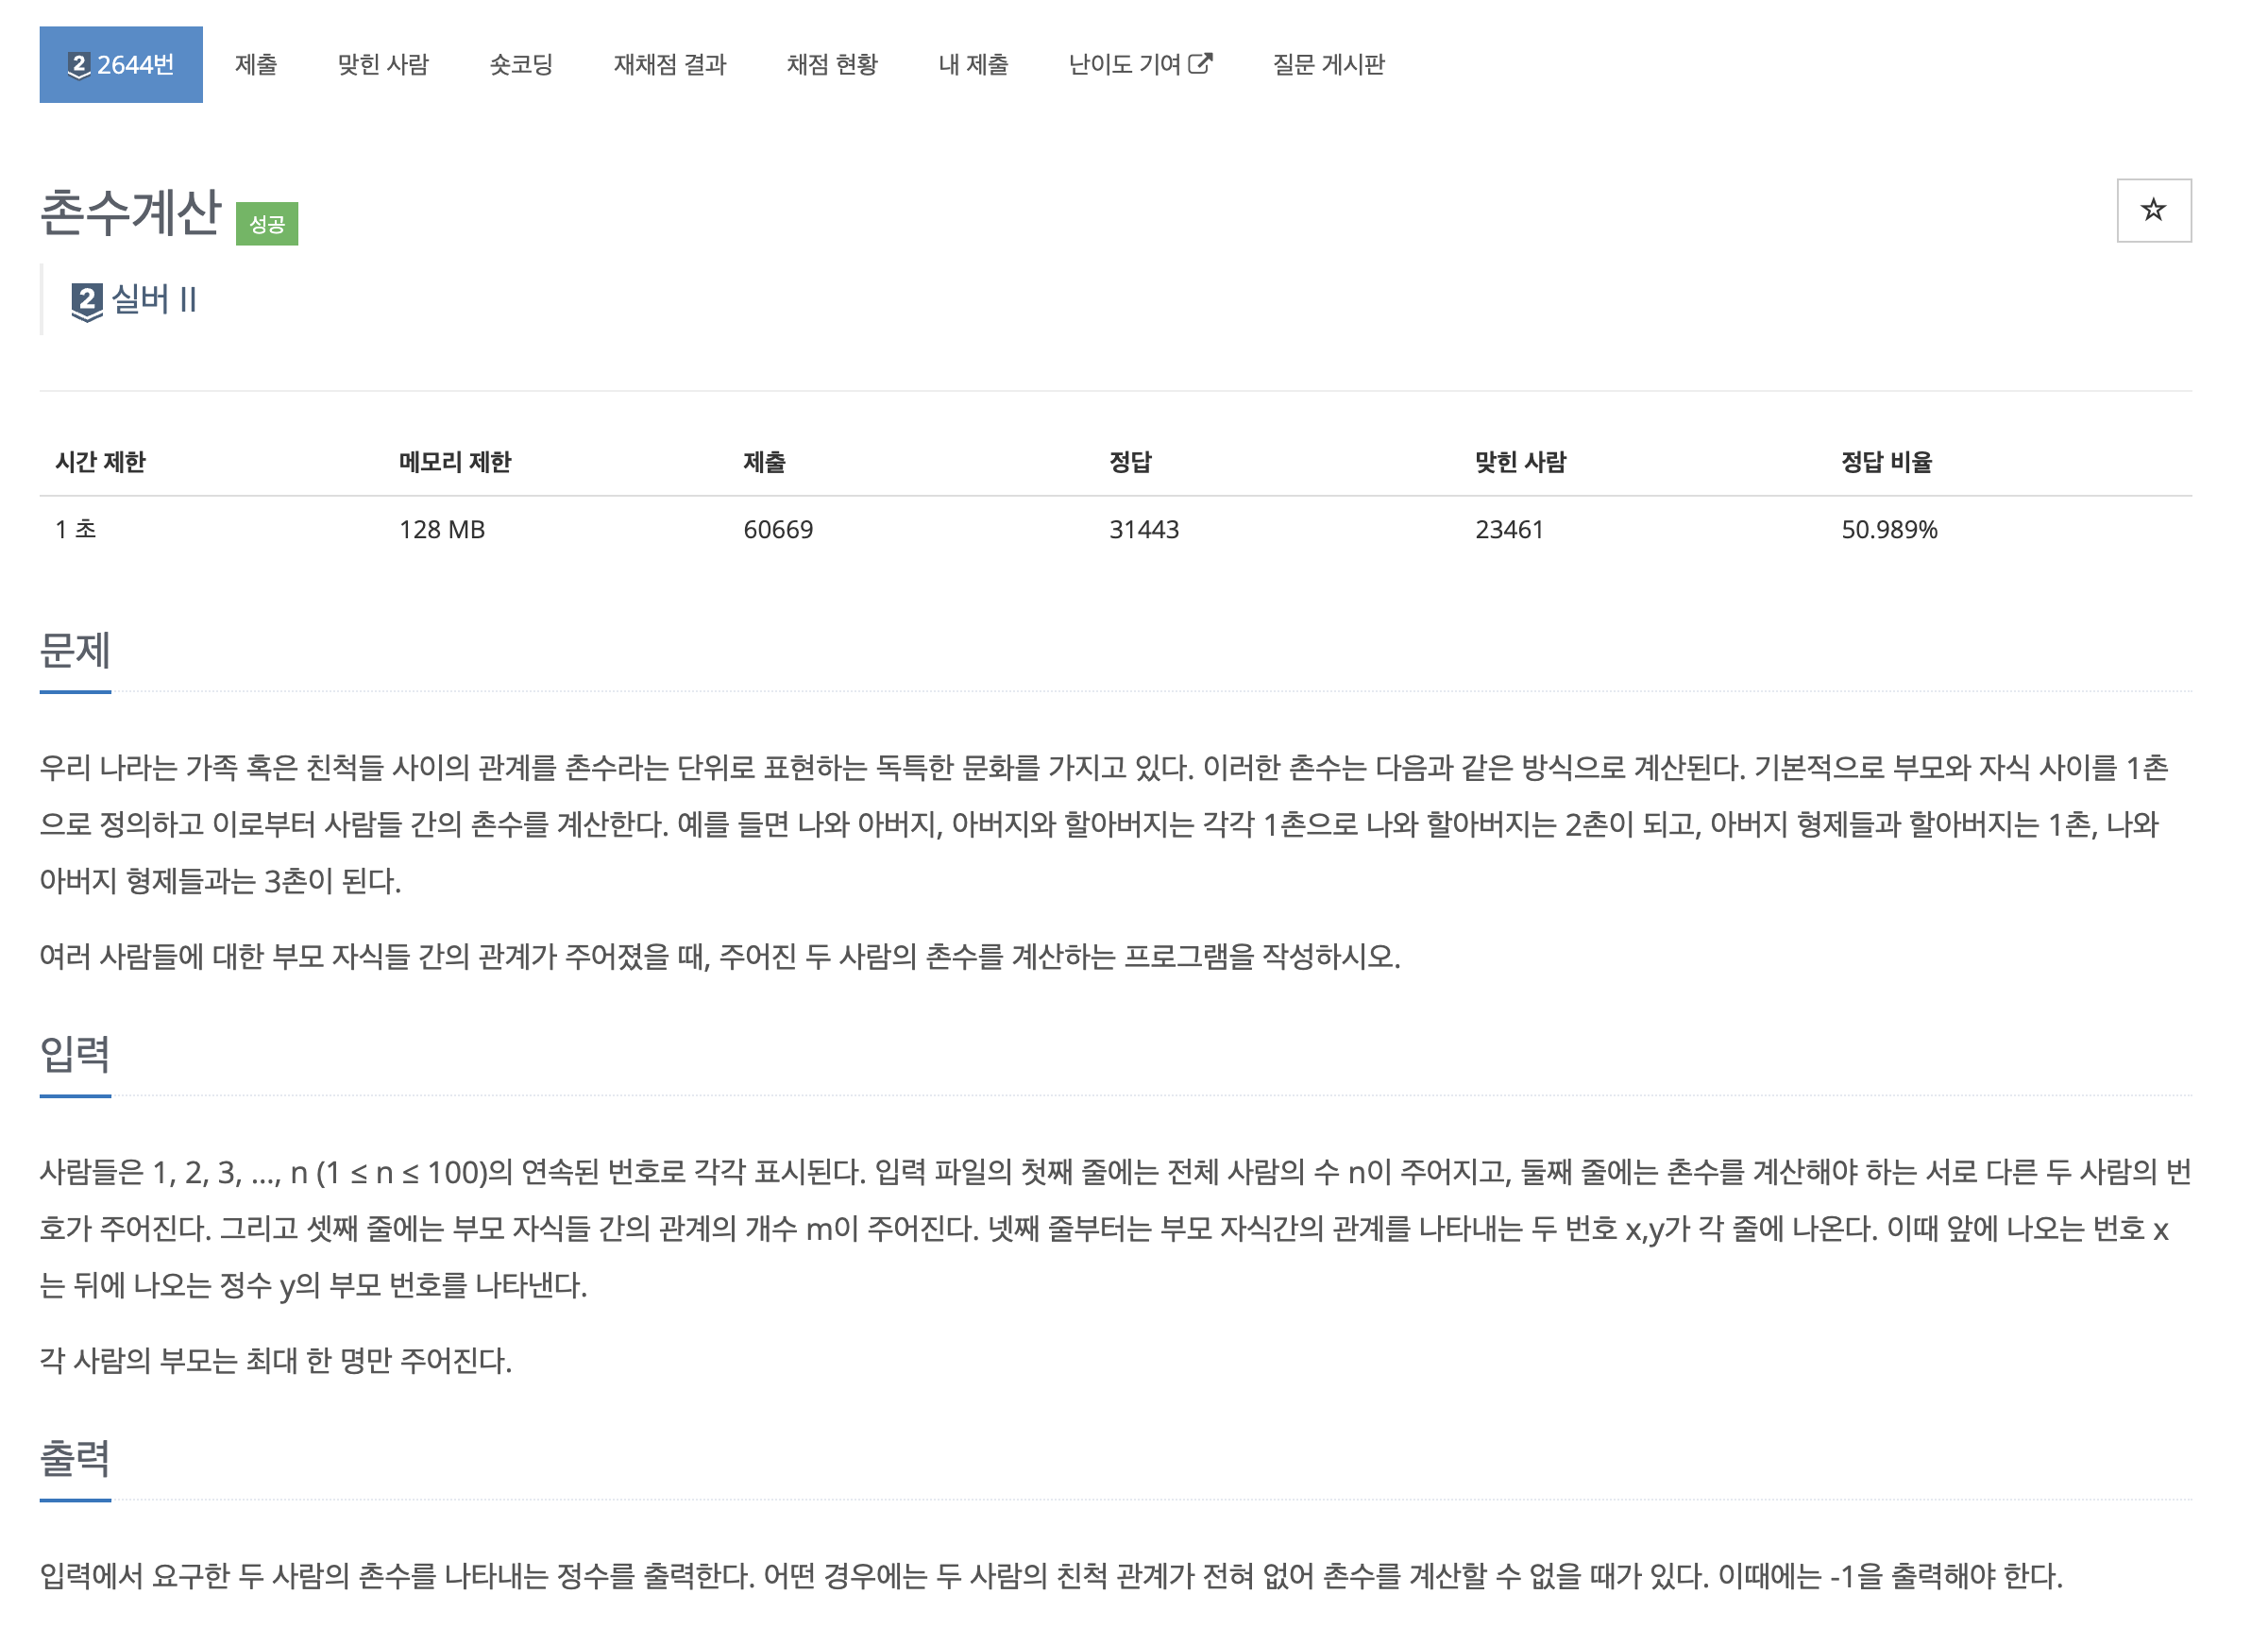 2 2644번 제출 맞힌 사람 숏코딩 재채점 결과 채점 현황 내 제출 난이도 기여 질문 게시판
촌수계산 성공
2 실버 II
시간 제한 메모리 제한 제출 정답 맞힌 사람 정답 비율
1 초 128 MB 60669 31443 23461 50.989%
문제
우리 나라는 가족 혹은 친척들 사이의 관계를 촌수라는 단위로 표현하는 독특한 문화를 가지고 있다. 이러한 촌수는 다음과 같은 방식으로 계산된다. 기본적으로 부모와 자식 사이를 1촌
으로 정의하고 이로부터 사람들 간의 촌수를 계산한다. 예를 들면 나와 아버지, 아버지와 할아버지는 각각 1촌으로 나와 할아버지는 2촌이 되고, 아버지 형제들과 할아버지는 1촌, 나와
아버지 형제들과는 3촌이 된다.
여러 사람들에 대한 부모 자식들 간의 관계가 주어졌을 때, 주어진 두 사람의 촌수를 계산하는 프로그램을 작성하시오.
입력
사람들은 1, 2, 3, …, n (1 ≤ n ≤ 100)의 연속된 번호로 각각 표시된다. 입력 파일의 첫째 줄에는 전체 사람의 수 n이 주어지고, 둘째 줄에는 촌수를 계산해야 하는 서로 다른 두 사람의 번
호가 주어진다. 그리고 셋째 줄에는 부모 자식들 간의 관계의 개수 m이 주어진다. 넷째 줄부터는 부모 자식간의 관계를 나타내는 두 번호 x,y가 각 줄에 나온다. 이때 앞에 나오는 번호 x
는 뒤에 나오는 정수 y의 부모 번호를 나타낸다.
각 사람의 부모는 최대 한 명만 주어진다.
출력
입력에서 요구한 두 사람의 촌수를 나타내는 정수를 출력한다. 어떤 경우에는 두 사람의 친척 관계가 전혀 없어 촌수를 계산할 수 없을 때가 있다. 이때에는 -1을 출력해야 한다.